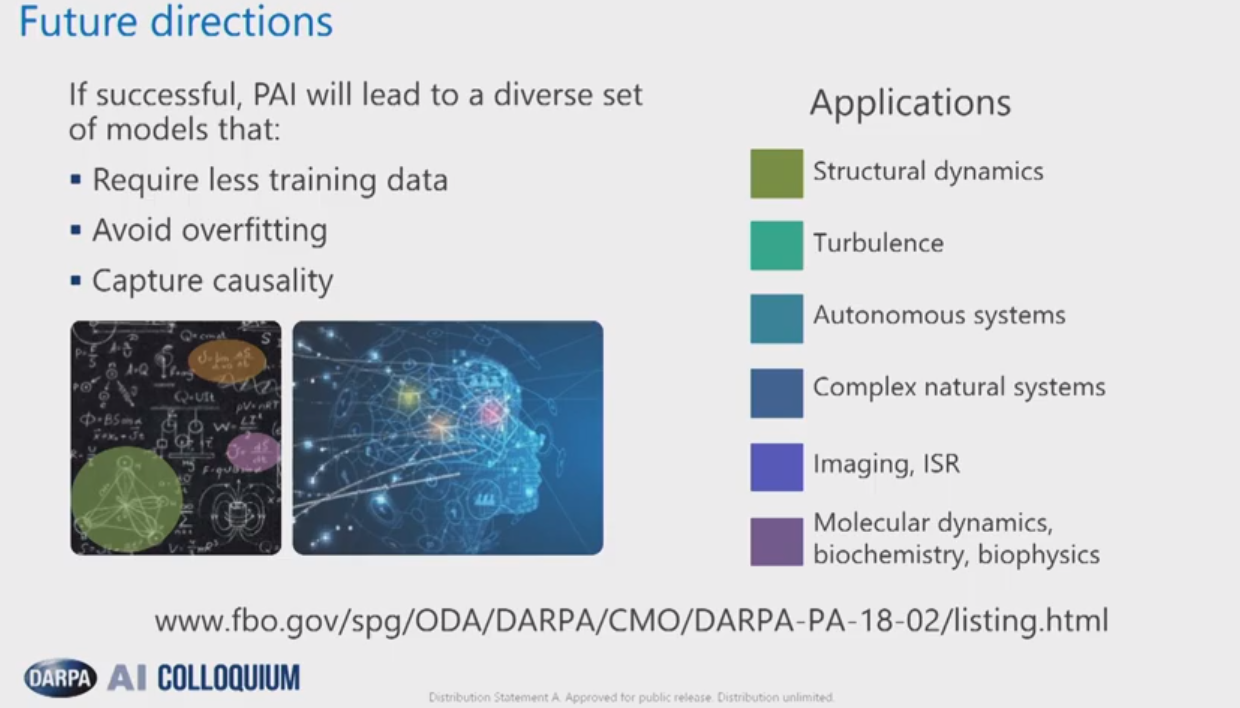 Future directions
If successful, PAI will lead to a diverse set
of models that:
▪ Require less training data
▪ Avoid overfitting
▪ Capture causality
Q=cmat
Q=UIt
Φ=BS
W=
Applications
Structural dynamics
Turbulence
Autonomous systems
Complex natural systems
Imaging, ISR
Molecular dynamics,
biochemistry, biophysics
www.fbo.gov/spg/ODA/DARPA/CMO/DARPA-PA-18-02/listing.html
DARPA AI COLLOQUIUM
Distribution Statement A. Approved for public release. Distribution unlimited.